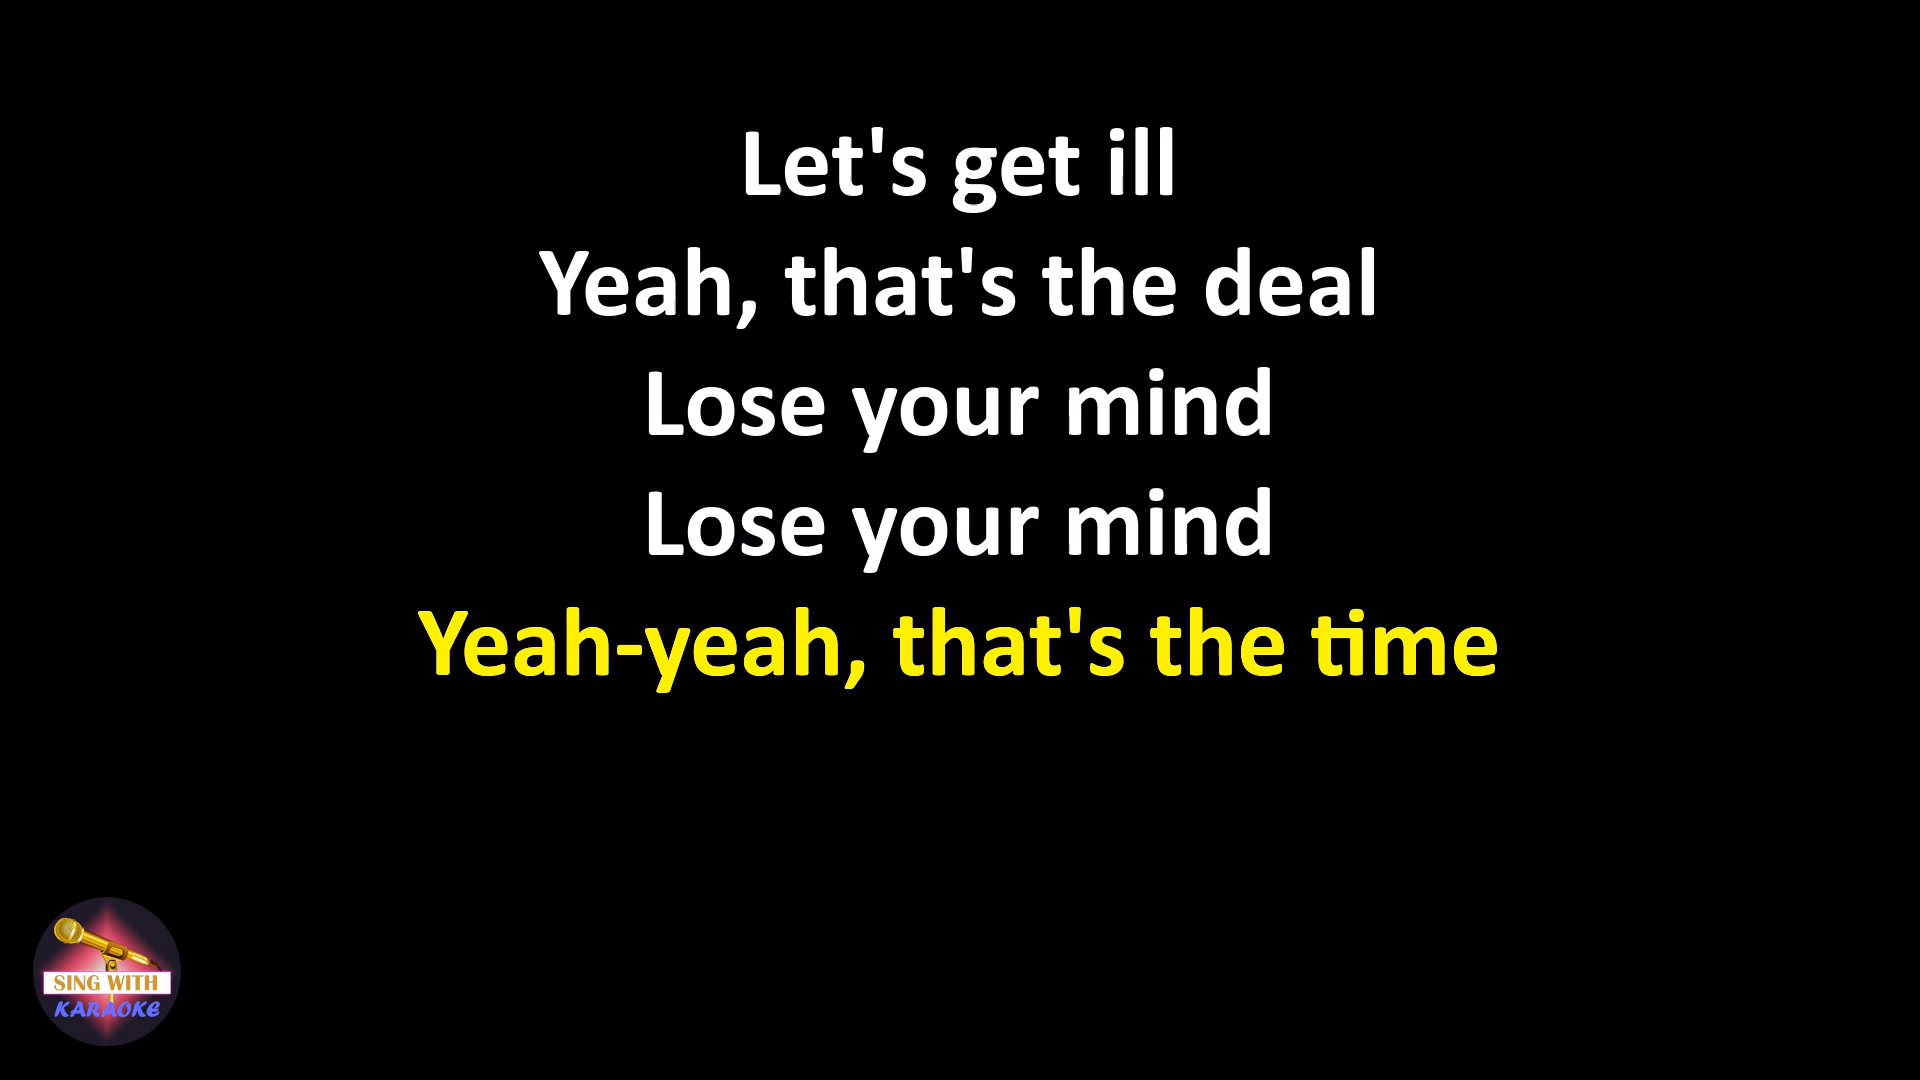 Let's get ill
Yeah, that's the deal
Lose your mind
Lose your mind
Yeah-yeah, that's the time
SING WITH
KARAOKE